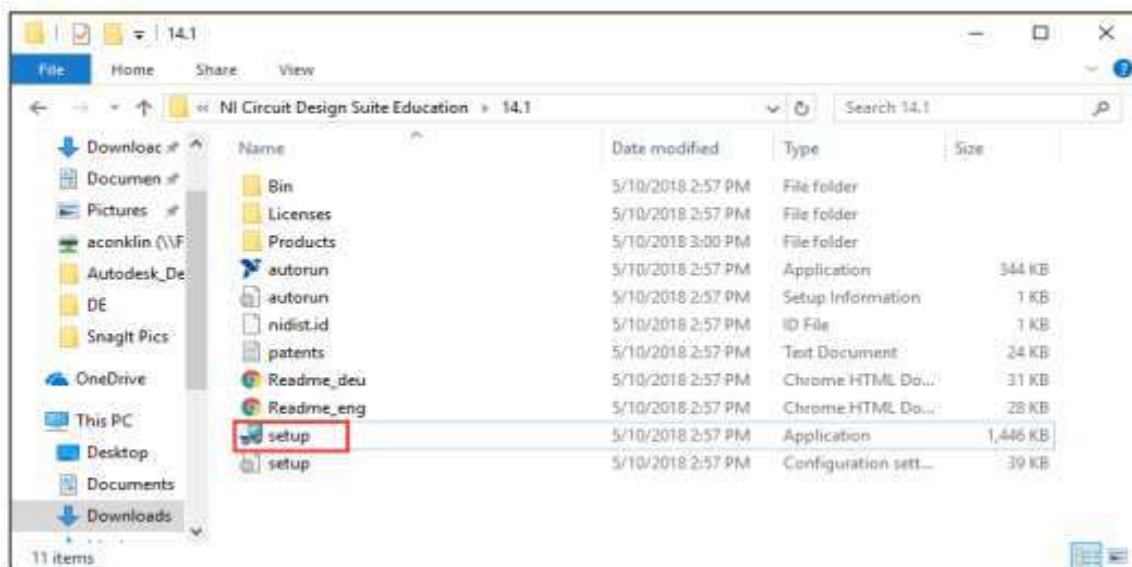 14.1
File Home Share View
NI Circuit Design Suite Education 14.1 Search 14.1
Name Date modified Type Size
Downloac
Documen
Pictures
aconklin (\\F
Autodesk_De
DE
SnagIt Pics
OneDrive
This PC
Desktop
Documents
Downloads
Bin 5/10/2018 2:57 PM File folder
Licenses 5/10/2018 2:57 PM File folder
Products 5/10/2018 3:00 PM File folder
autorun 5/10/2018 2:57 PM Application 344 KB
autorun 5/10/2018 2:57 PM Setup Information 1 KB
nidist.id 5/10/2018 2:57 PM ID File 1 KB
patents 5/10/2018 2:57 PM Text Document 24 KB
Readme_deu 5/10/2018 2:57 PM Chrome HTML Do... 31 KB
Readme_eng 5/10/2018 2:57 PM Chrome HTML Do... 28 KB
setup 5/10/2018 2:57 PM Application 1,446 KB
setup 5/10/2018 2:57 PM Configuration sett... 39 KB
11 items